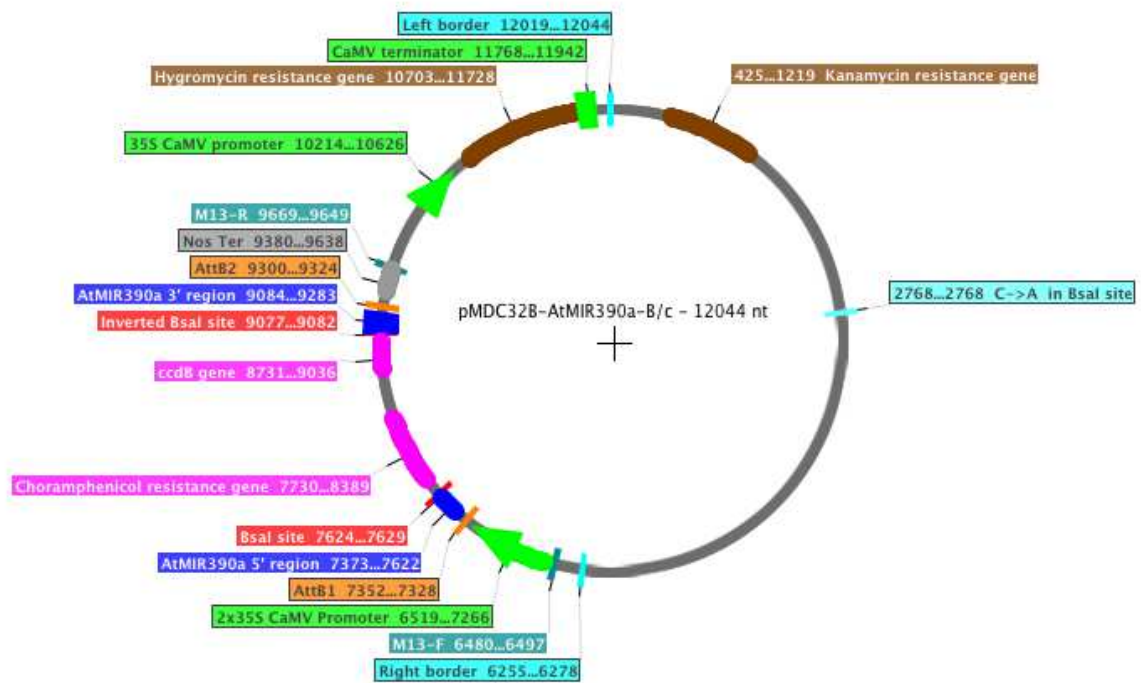 Left border 12019...12044
CaMV terminator 11768...11942
Hygromycin resistance gene 10703...11728
425...1219 Kanamycin resistance gene
35S CaMV promoter 10214...10626
M13-R 9669...9649
Nos Ter 9380...9638
AttB2 9300...9324
AtMIR390a 3' region 9084...9283
2768...2768 C->A in BsaI site
pMDC32B-AtMIR390a-B/c - 12044 nt
Inverted BsaI site 9077...9082
ccdB gene 8731...9036
Choramphenicol resistance gene 7730...8389
BsaI site 7624...7629
AtMIR390a 5' region 7373...7622
AttB1 7352...7328
2x35S CaMV Promoter 6519...7266
M13-F 6480...6497
Right border 6255...6278